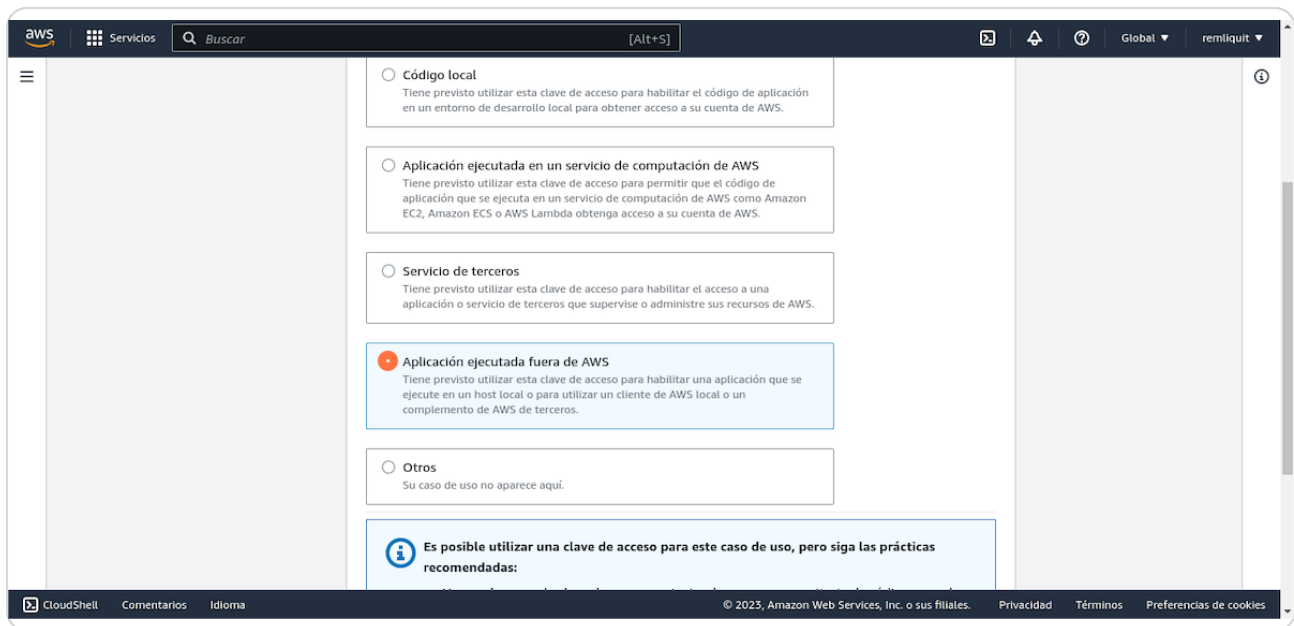 aws
Servicios
Buscar
[Alt+S]
Global
remliquit
Código local
Tiene previsto utilizar esta clave de acceso para habilitar el código de aplicación
en un entorno de desarrollo local para obtener acceso a su cuenta de AWS.
Aplicación ejecutada en un servicio de computación de AWS
Tiene previsto utilizar esta clave de acceso para permitir que el código de
aplicación que se ejecuta en un servicio de computación de AWS como Amazon
EC2, Amazon ECS o AWS Lambda obtenga acceso a su cuenta de AWS.
Servicio de terceros
Tiene previsto utilizar esta clave de acceso para habilitar el acceso a una
aplicación o servicio de terceros que supervise o administre sus recursos de AWS.
Aplicación ejecutada fuera de AWS
Tiene previsto utilizar esta clave de acceso para habilitar una aplicación que se
ejecute en un host local o para utilizar un cliente de AWS local o un
complemento de AWS de terceros.
Otros
Su caso de uso no aparece aquí.
Es posible utilizar una clave de acceso para este caso de uso, pero siga las prácticas
recomendadas:
CloudShell
Comentarios
Idioma
© 2023, Amazon Web Services, Inc. o sus filiales.
Privacidad
Términos
Preferencias de cookies